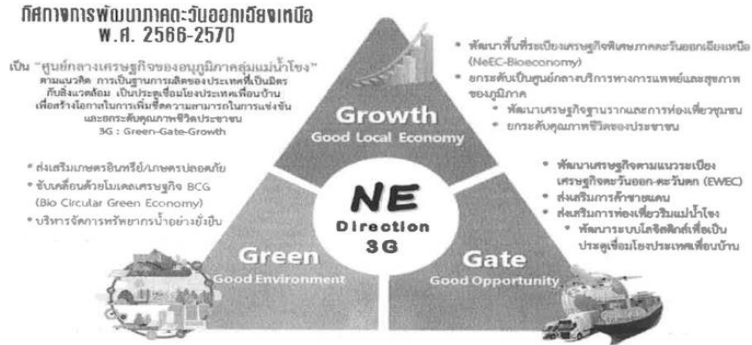 ทิศทางการพัฒนาภาคตะวันออกเฉียงเหนือ
พ.ศ. 2566-2570
เป็น "ศูนย์กลางเศรษฐกิจของอนุภูมิภาคลุ่มแม่น้ำโขง"
ตามแนวคิด การเป็นฐานการผลิตของประเทศที่เป็นมิตร
กับสิ่งแวดล้อม เป็นประตูเชื่อมโยงประเทศเพื่อนบ้าน
เพื่อสร้างโอกาสในการเพิ่มขีดความสามารถในการแข่งขัน
และยกระดับคุณภาพชีวิตประชาชน
3G : Green-Gate-Growth
* ส่งเสริมเกษตรอินทรีย์/เกษตรปลอดภัย
* ขับเคลื่อนด้วยโมเดลเศรษฐกิจ BCG
(Bio Circular Green Economy)
* บริหารจัดการทรัพยากรน้ำอย่างยั่งยืน
Growth
Good Local Economy
NE
Direction
3G
Green
Good Environment
Gate
Good Opportunity
* พัฒนาพื้นที่ระเบียงเศรษฐกิจพิเศษภาคตะวันออกเฉียงเหนือ
(NeEC-Bioeconomy)
* ยกระดับเป็นศูนย์กลางบริการทางการแพทย์และสุขภาพ
ของภูมิภาค
* พัฒนาเศรษฐกิจฐานรากและการท่องเที่ยวชุมชน
* ยกระดับคุณภาพชีวิตของประชาชน
* พัฒนาเศรษฐกิจตามแนวระเบียง
เศรษฐกิจตะวันออก-ตะวันตก (EWEC)
* ส่งเสริมการค้าชายแดน
* ส่งเสริมการท่องเที่ยวริมแม่น้ำโขง
* พัฒนาระบบโลจิสติกส์เพื่อเป็น
ประตูเชื่อมโยงประเทศเพื่อนบ้าน